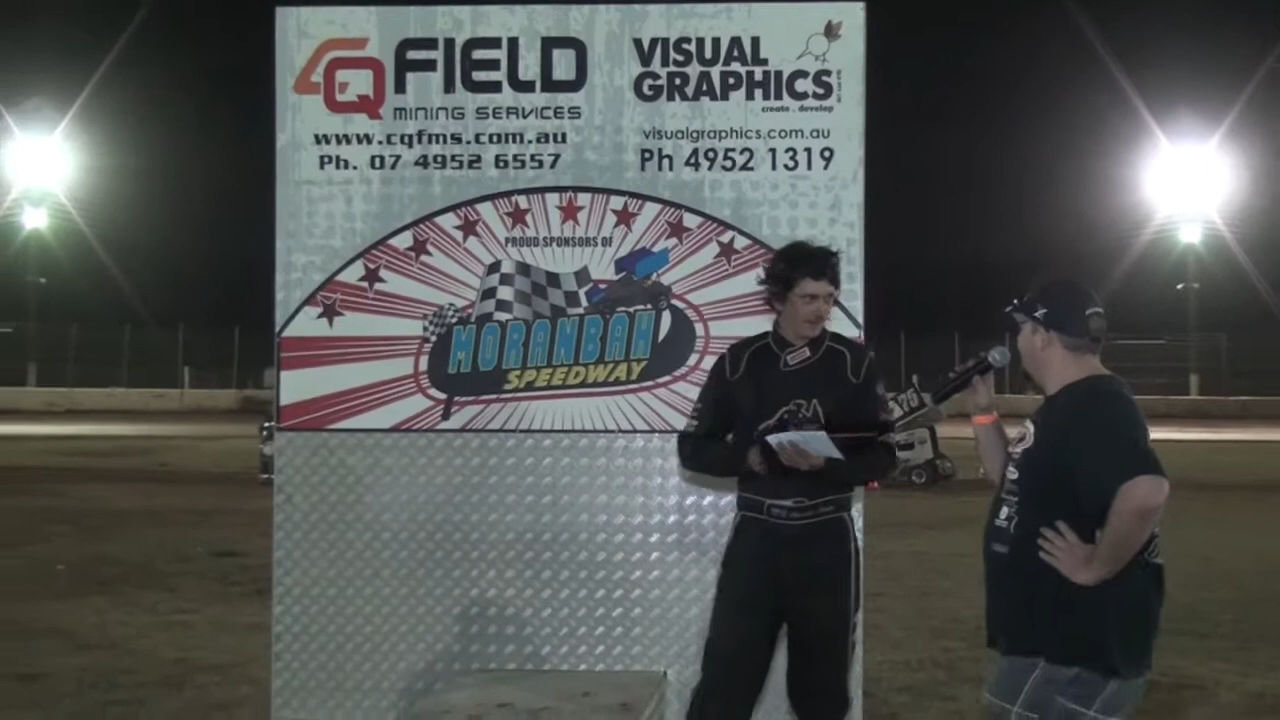 CQ FIELD
MINING SERVICES
www.cqfms.com.au
Ph. 07 4952 6557
VISUAL
GRAPHICS
create . develop
visualgraphics.com.au
Ph 4952 1319
PROUD SPONSORS OF
MORANBAH
SPEEDWAY
75